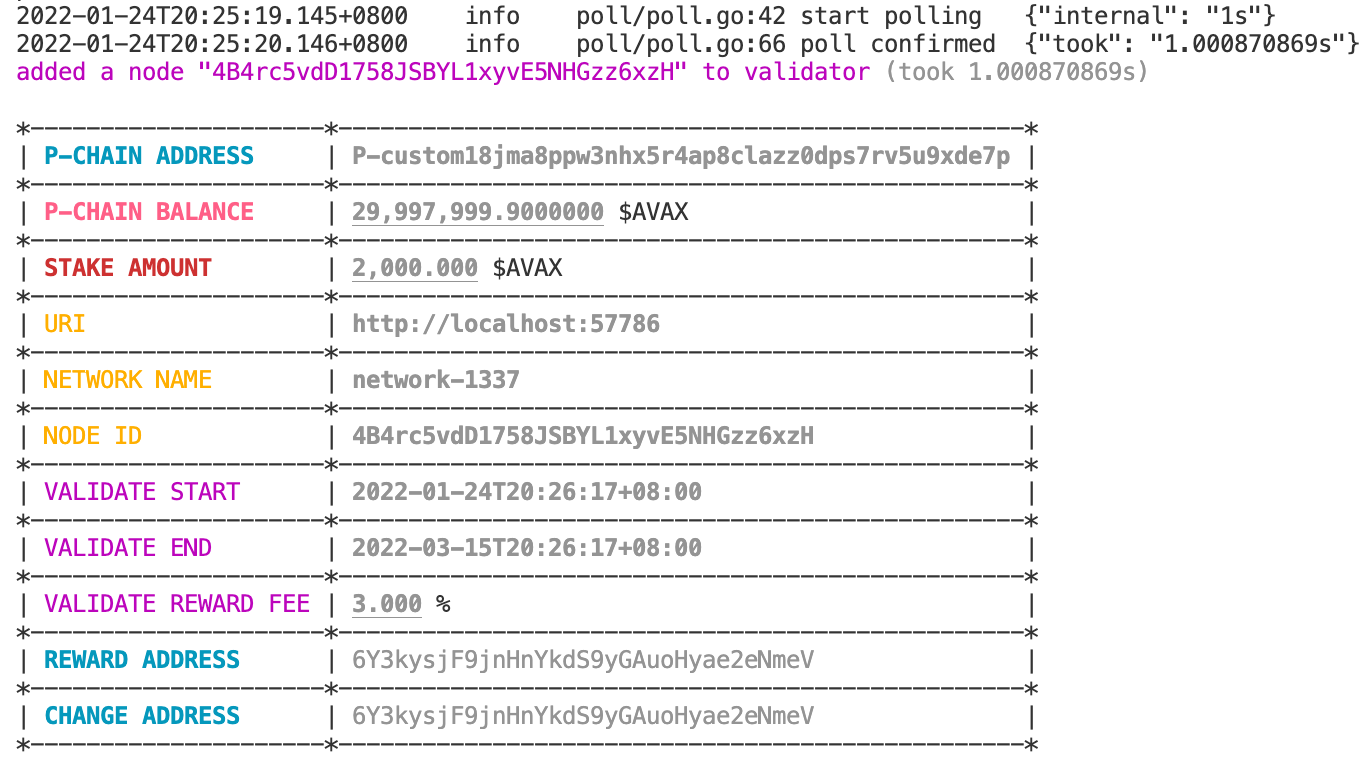 2022-01-24T20:25:19.145+0800    info    poll/poll.go:42 start polling   {"internal": "1s"}
2022-01-24T20:25:20.146+0800    info    poll/poll.go:66 poll confirmed  {"took": "1.000870869s"}
added a node "4B4rc5vdD1758JSBYL1xyvE5NHGzz6xzH" to validator (took 1.000870869s)
| P-CHAIN ADDRESS     | P-custom18jma8ppw3nhx5r4ap8clazz0dps7rv5u9xde7p |
| P-CHAIN BALANCE     | 29,997,999.9000000 $AVAX                        |
| STAKE AMOUNT        | 2,000.000 $AVAX                                 |
| URI                 | http://localhost:57786                          |
| NETWORK NAME        | network-1337                                    |
| NODE ID             | 4B4rc5vdD1758JSBYL1xyvE5NHGzz6xzH               |
| VALIDATE START      | 2022-01-24T20:26:17+08:00                       |
| VALIDATE END        | 2022-03-15T20:26:17+08:00                       |
| VALIDATE REWARD FEE | 3.000 %                                         |
| REWARD ADDRESS      | 6Y3kysjF9jnHnYkdS9yGAuoHyae2eNmeV               |
| CHANGE ADDRESS      | 6Y3kysjF9jnHnYkdS9yGAuoHyae2eNmeV               |